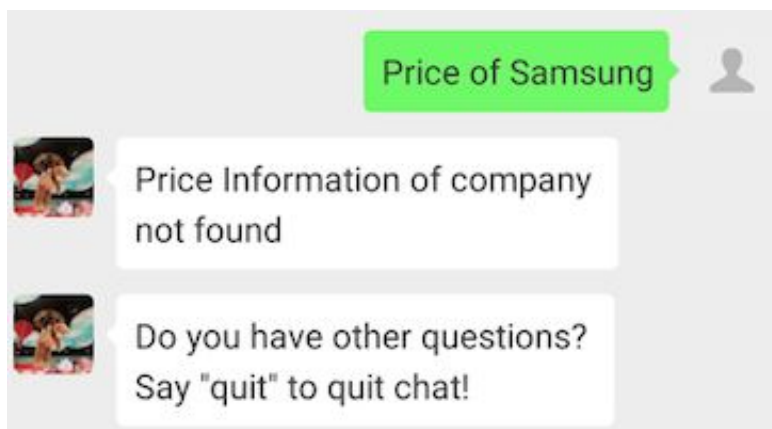 Price of Samsung
Price Information of company
not found
Do you have other questions?
Say "quit" to quit chat!